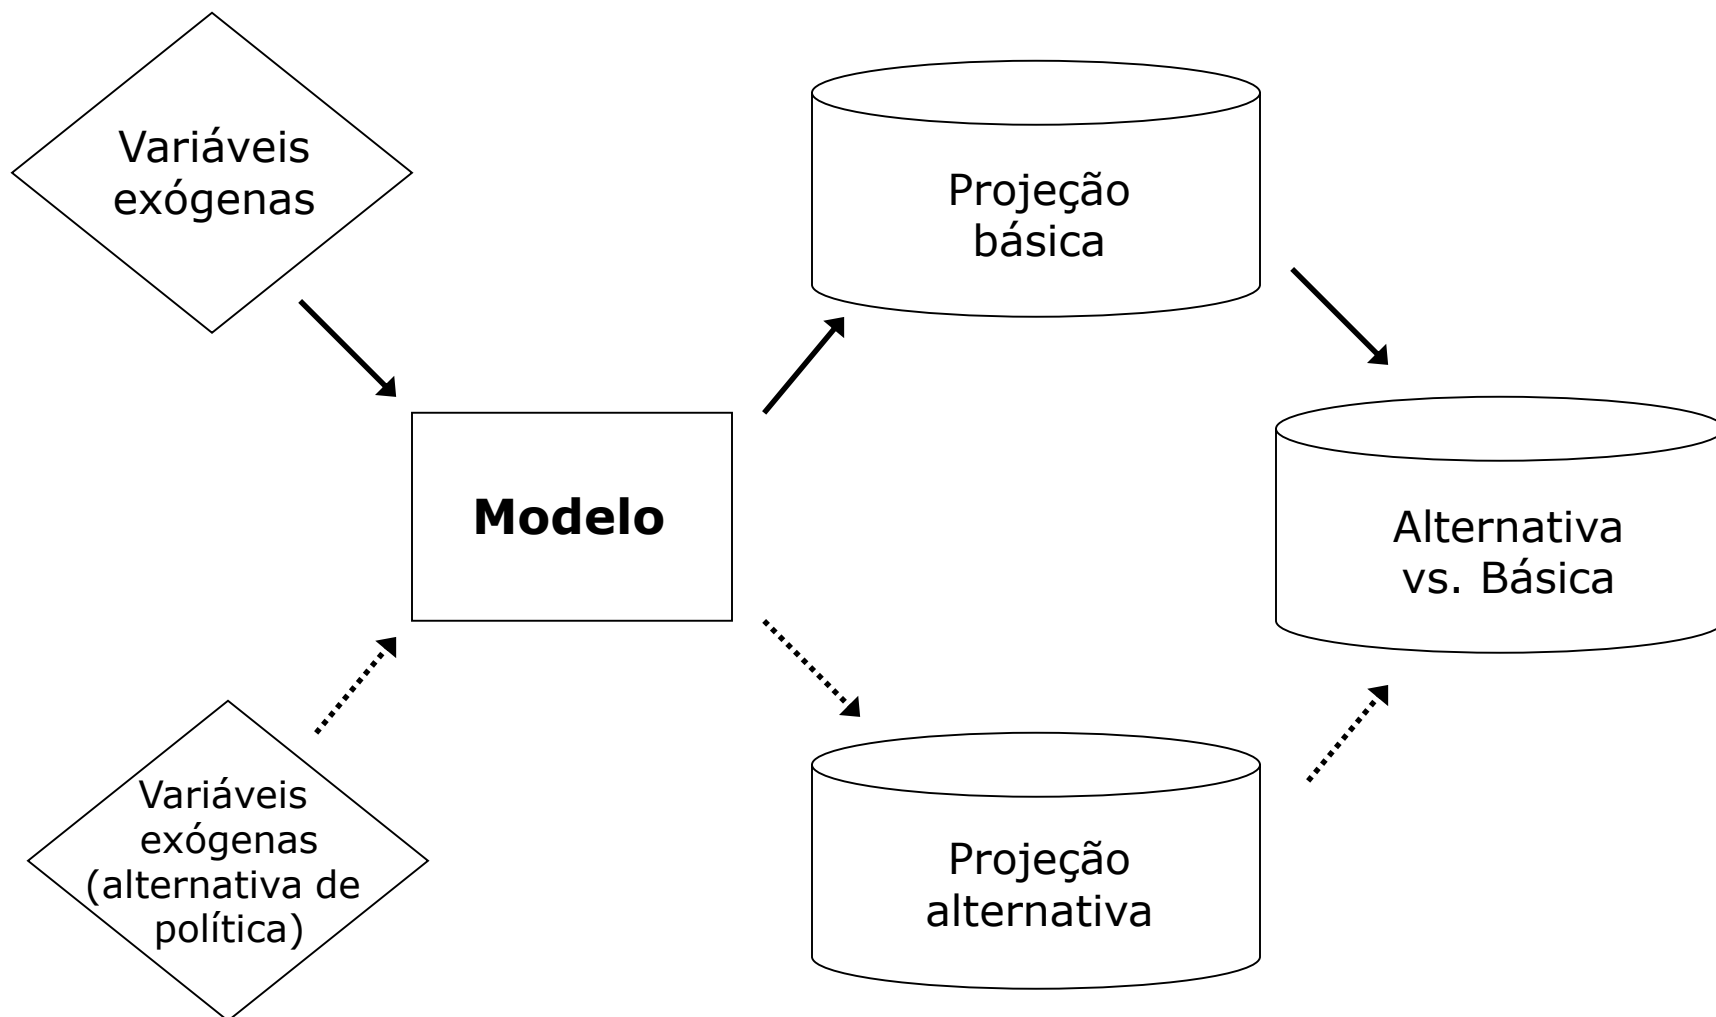 Variáveis
exógenas
Projeção
básica
Modelo
Alternativa
vs. Básica
Variáveis
exógenas
(alternativa de
política)
Projeção
alternativa